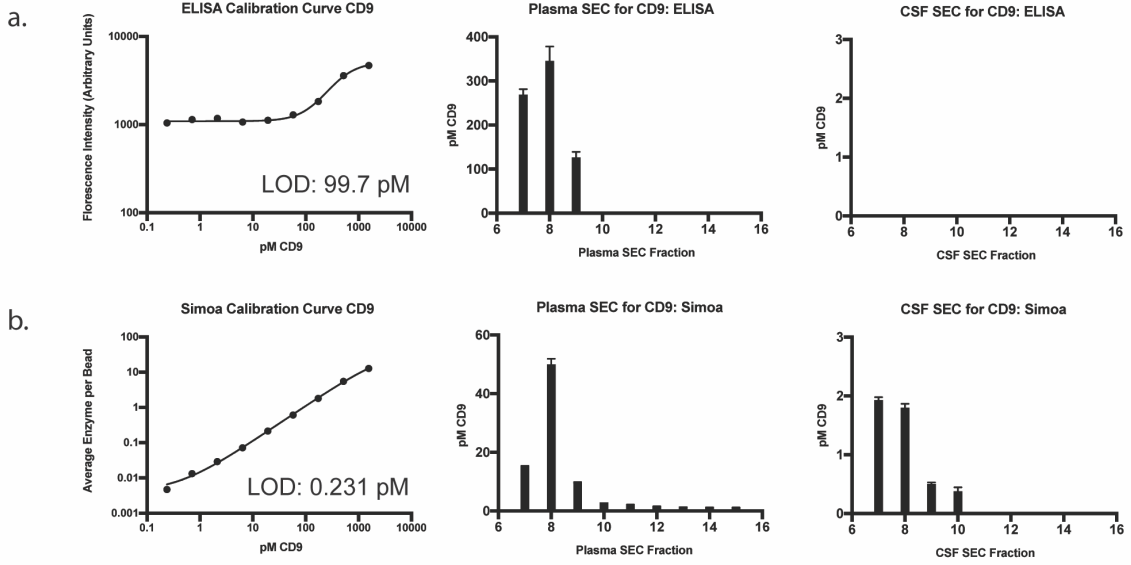 a.
ELISA Calibration Curve CD9
Florescence Intensity (Arbitrary Units)
10000
1000
100
0.1 1 10 100 1000 10000
pM CD9
LOD: 99.7 pM
Plasma SEC for CD9: ELISA
pM CD9
400
300
200
100
0
6 8 10 12 14 16
Plasma SEC Fraction
CSF SEC for CD9: ELISA
pM CD9
3
2
1
0
6 8 10 12 14 16
CSF SEC Fraction
b.
Simoa Calibration Curve CD9
Average Enzyme per Bead
100
10
1
0.1
0.01
0.001
0.1 1 10 100 1000 10000
pM CD9
LOD: 0.231 pM
Plasma SEC for CD9: Simoa
pM CD9
60
40
20
0
6 8 10 12 14 16
Plasma SEC Fraction
CSF SEC for CD9: Simoa
pM CD9
3
2
1
0
6 8 10 12 14 16
CSF SEC Fraction